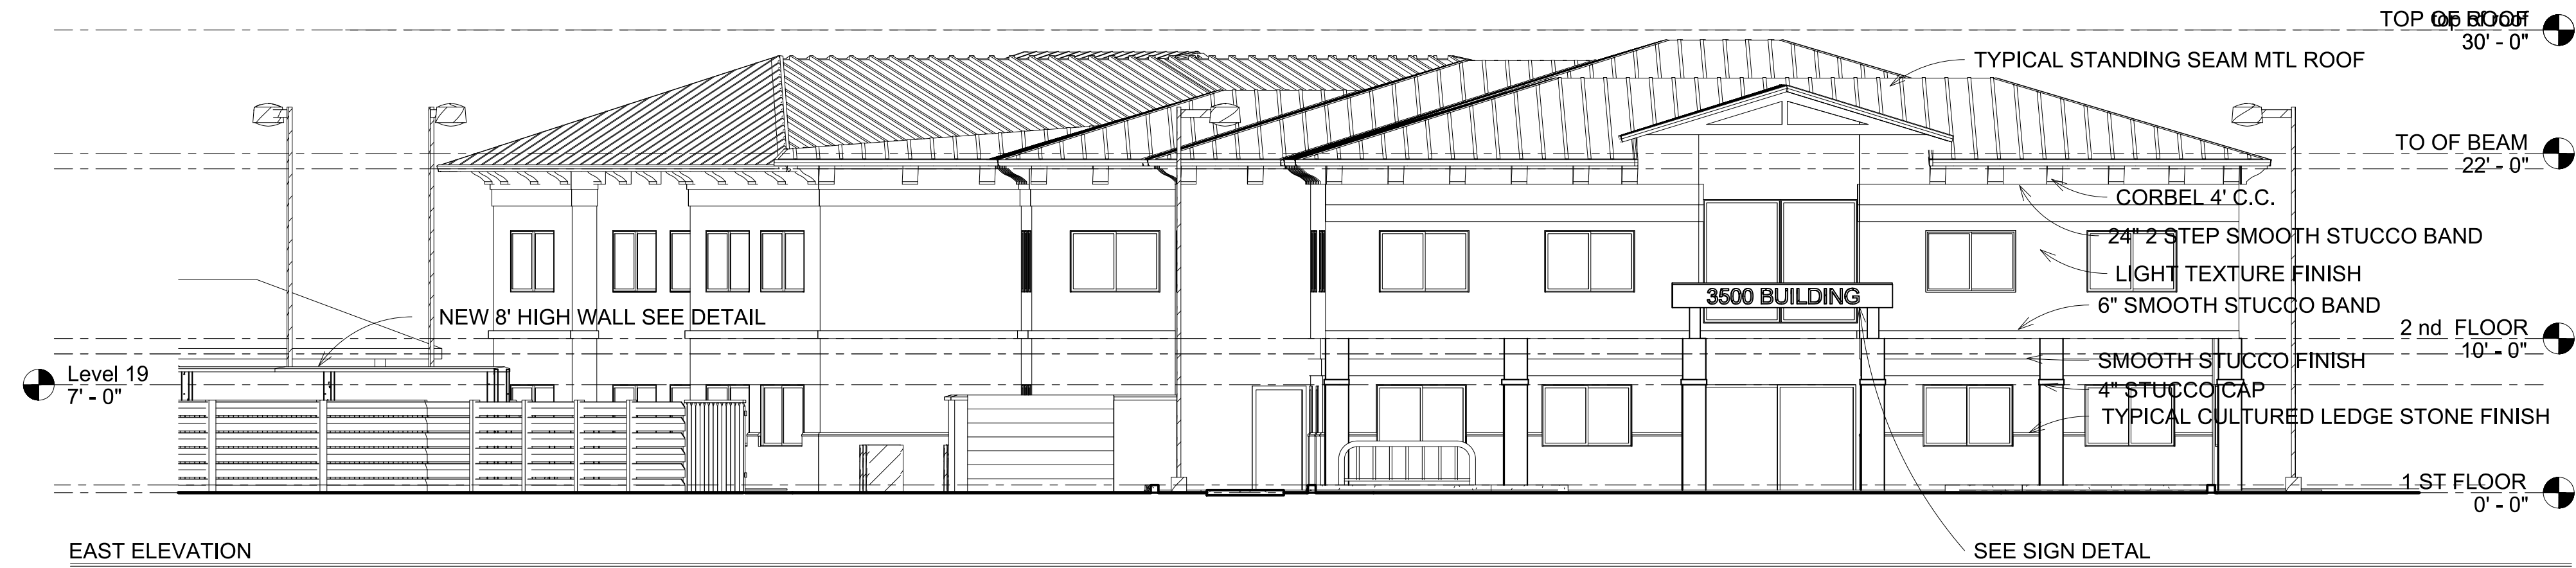 TOP OF ROOF
top of roof
30' - 0"
TYPICAL STANDING SEAM MTL ROOF
TO OF BEAM
22' - 0"
CORBEL 4' C.C.
24" 2 STEP SMOOTH STUCCO BAND
LIGHT TEXTURE FINISH
3500 BUILDING
6" SMOOTH STUCCO BAND
NEW 8' HIGH WALL SEE DETAIL
2 nd FLOOR
10' - 0"
SMOOTH STUCCO FINISH
Level 19
7' - 0"
4" STUCCO CAP
TYPICAL CULTURED LEDGE STONE FINISH
1 ST FLOOR
0' - 0"
EAST ELEVATION
SEE SIGN DETAL